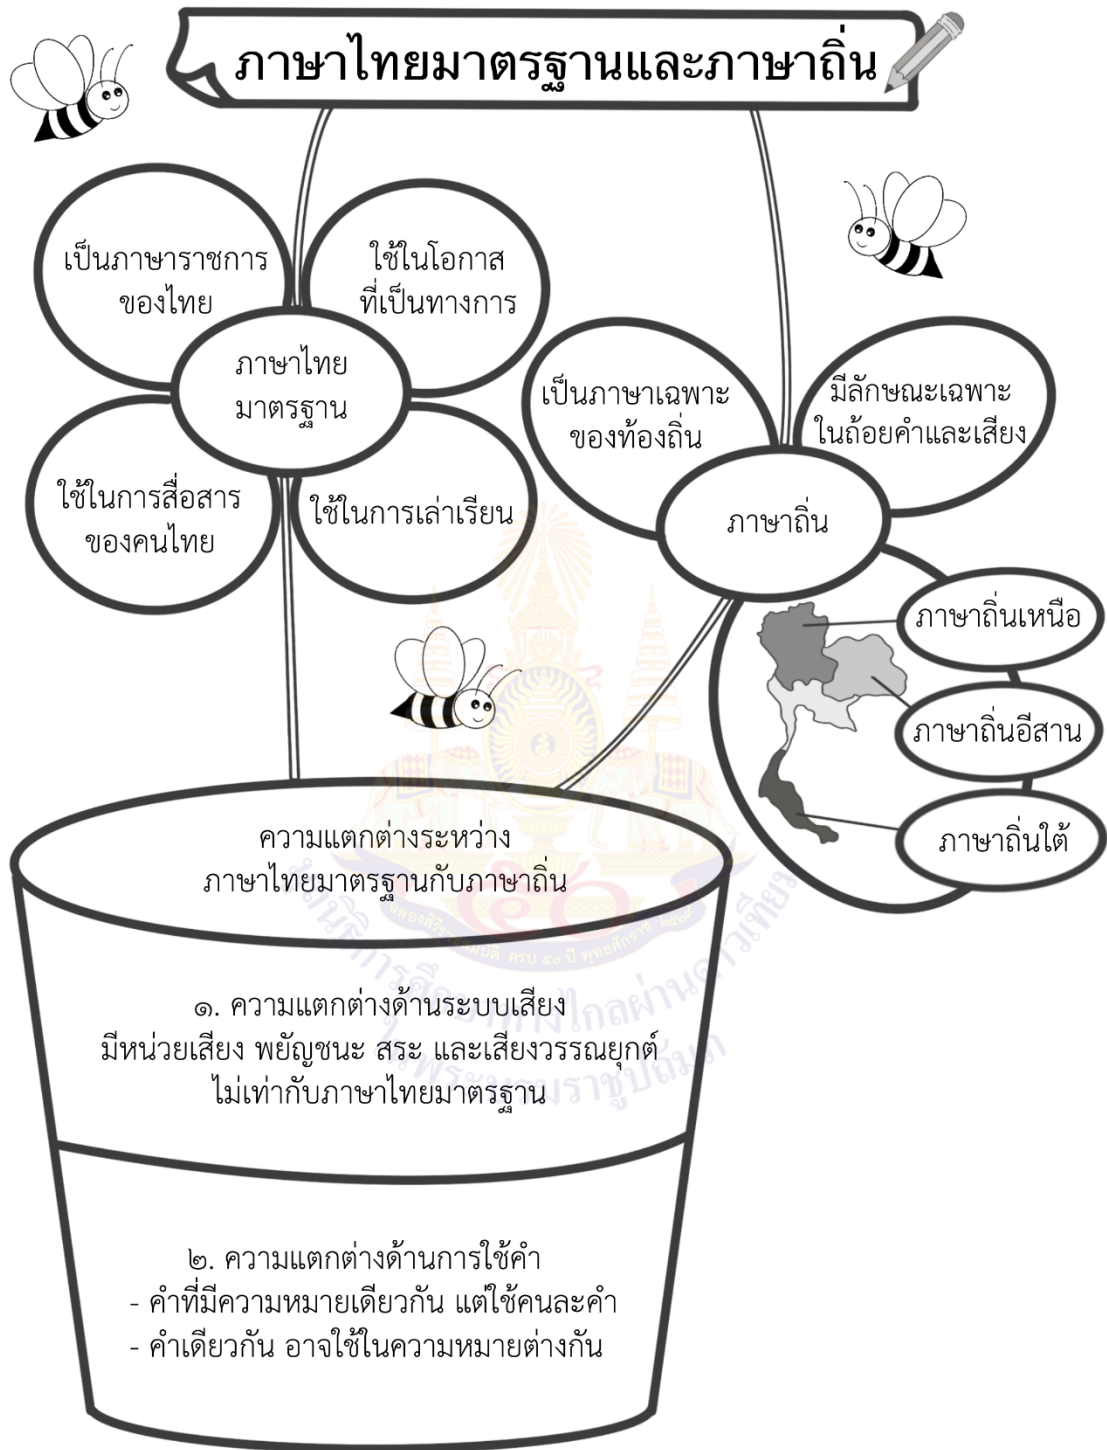 ภาษาไทยมาตรฐานและภาษาถิ่น
เป็นภาษาราชการ
ของไทย
ใช้ในโอกาส
ที่เป็นทางการ
ภาษาไทย
มาตรฐาน
ใช้ในการสื่อสาร
ของคนไทย
ใช้ในการเล่าเรียน
เป็นภาษาเฉพาะ
ของท้องถิ่น
มีลักษณะเฉพาะ
ในถ้อยคำและเสียง
ภาษาถิ่น
ภาษาถิ่นเหนือ
ภาษาถิ่นอีสาน
ภาษาถิ่นใต้
ความแตกต่างระหว่าง
ภาษาไทยมาตรฐานกับภาษาถิ่น
๑. ความแตกต่างด้านระบบเสียง
มีหน่วยเสียง พยัญชนะ สระ และเสียงวรรณยุกต์
ไม่เท่ากับภาษาไทยมาตรฐาน
๒. ความแตกต่างด้านการใช้คำ
- คำที่มีความหมายเดียวกัน แต่ใช้คนละคำ
- คำเดียวกัน อาจใช้ในความหมายต่างกัน